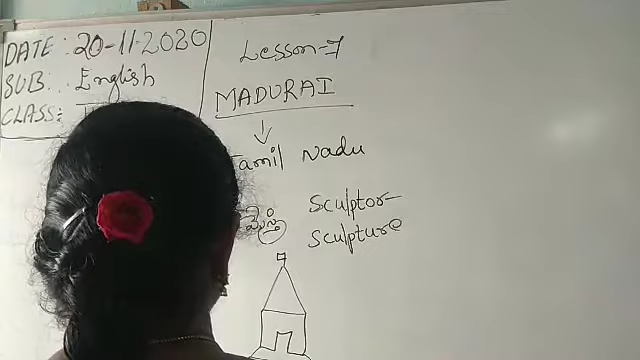 DATE: 20-11-2020
SUB: English
CLASS:
Lesson-7
MADURAI
Tamil Nadu
Sculptor-
Sculpture